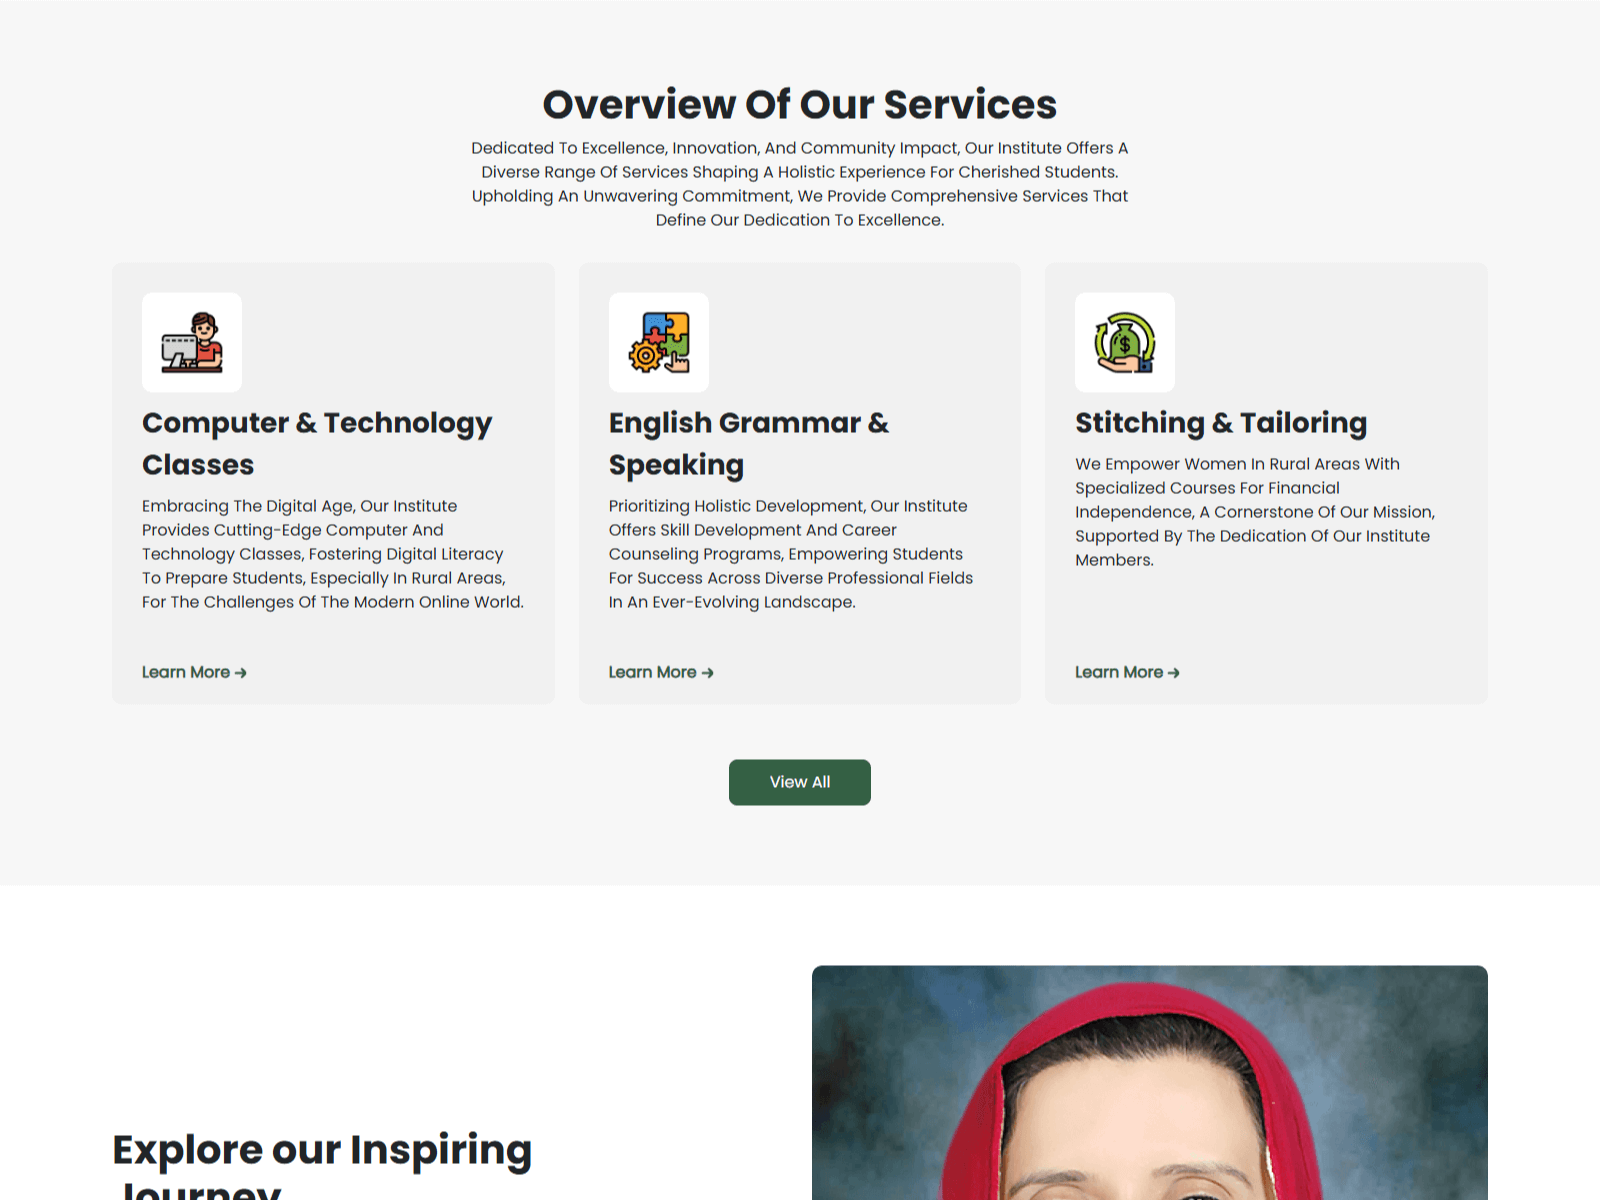 Overview Of Our Services
Dedicated To Excellence, Innovation, And Community Impact, Our Institute Offers A
Diverse Range Of Services Shaping A Holistic Experience For Cherished Students.
Upholding An Unwavering Commitment, We Provide Comprehensive Services That
Define Our Dedication To Excellence.
Computer & Technology
Classes
Embracing The Digital Age, Our Institute
Provides Cutting-Edge Computer And
Technology Classes, Fostering Digital Literacy
To Prepare Students, Especially In Rural Areas,
For The Challenges Of The Modern Online World.
Learn More →
English Grammar &
Speaking
Prioritizing Holistic Development, Our Institute
Offers Skill Development And Career
Counseling Programs, Empowering Students
For Success Across Diverse Professional Fields
In An Ever-Evolving Landscape.
Learn More →
Stitching & Tailoring
We Empower Women In Rural Areas With
Specialized Courses For Financial
Independence, A Cornerstone Of Our Mission,
Supported By The Dedication Of Our Institute
Members.
Learn More →
View All
Explore our Inspiring
Journey